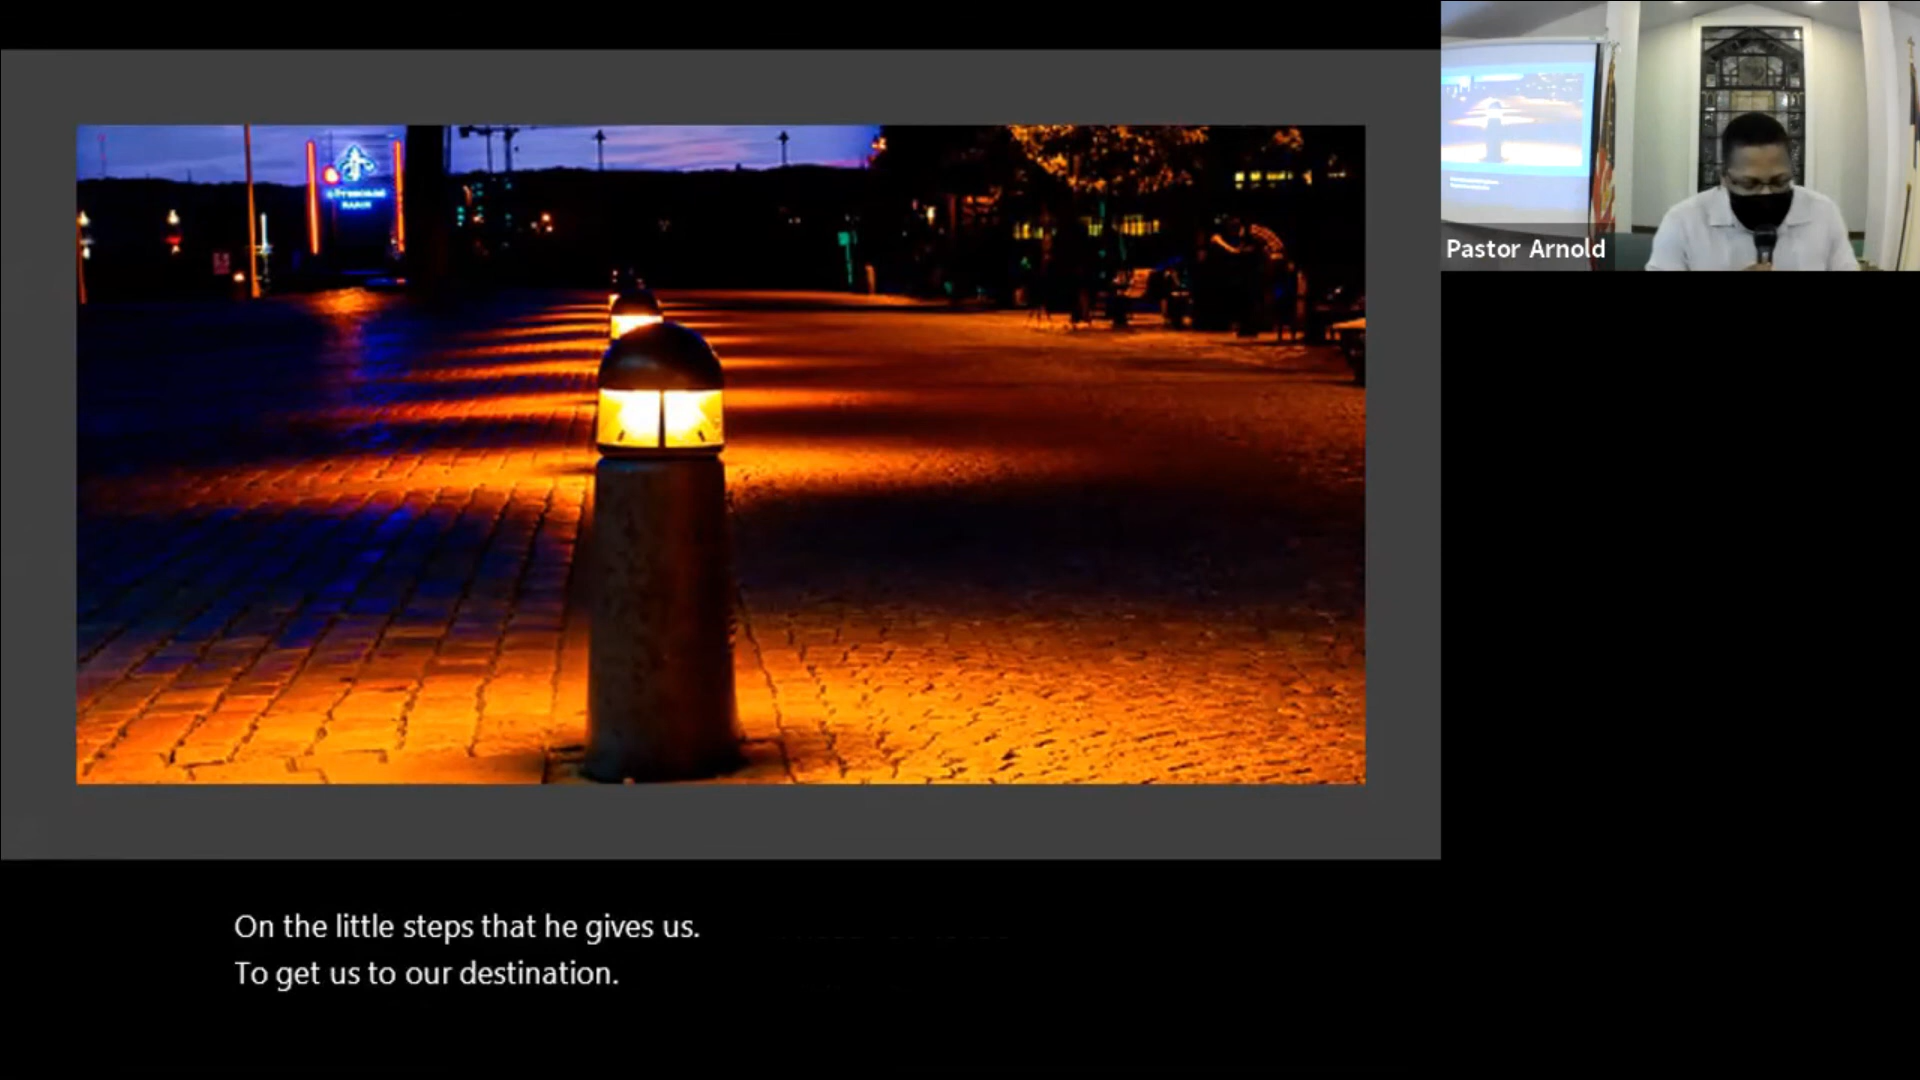 Pastor Arnold
On the little steps that he gives us.
To get us to our destination.